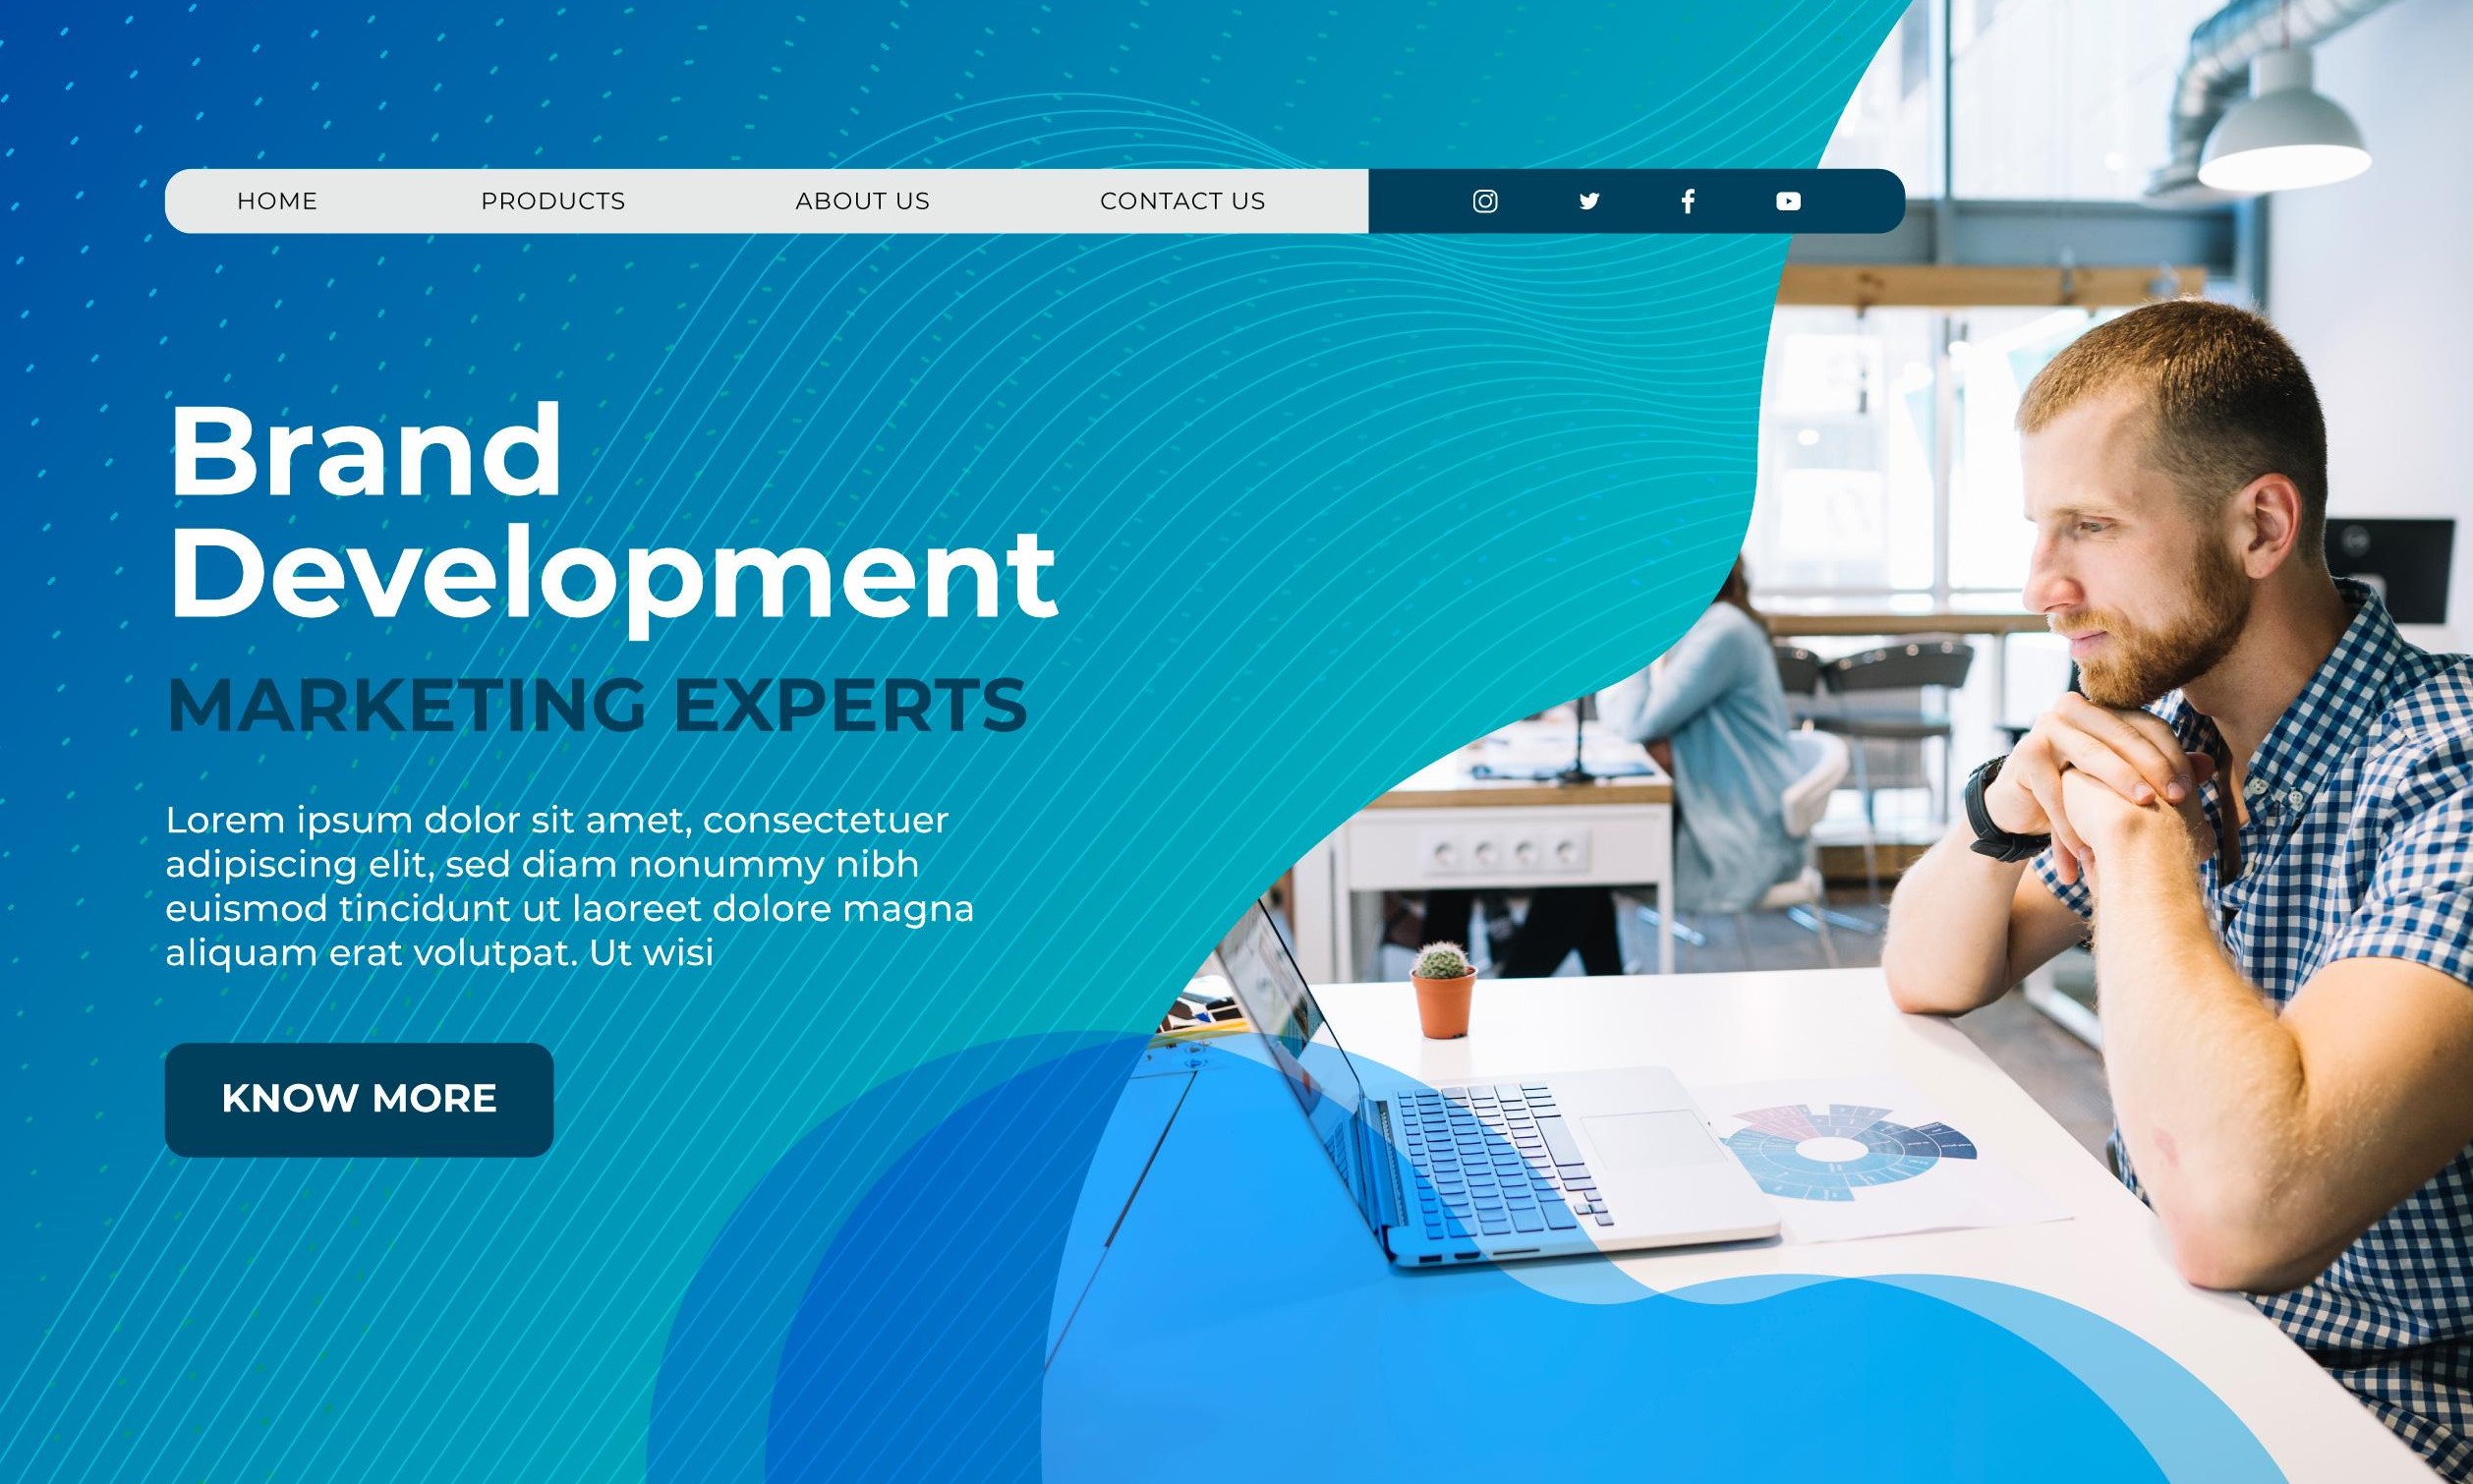 HOME PRODUCTS ABOUT US CONTACT US
Brand
Development
MARKETING EXPERTS
Lorem ipsum dolor sit amet, consectetuer
adipiscing elit, sed diam nonummy nibh
euismod tincidunt ut laoreet dolore magna
aliquam erat volutpat. Ut wisi
KNOW MORE